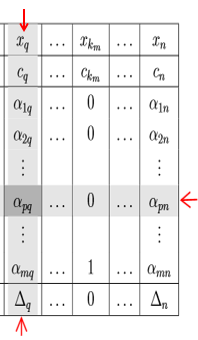 x_q … x_{k_m} … x_n
c_q … c_{k_m} … c_n
α_{1q} … 0 … α_{1n}
α_{2q} … 0 … α_{2n}
⋮ ⋮ ⋮
α_{pq} … 0 … α_{pn}
⋮ ⋮ ⋮
α_{mq} … 1 … α_{mn}
Δ_q … 0 … Δ_n